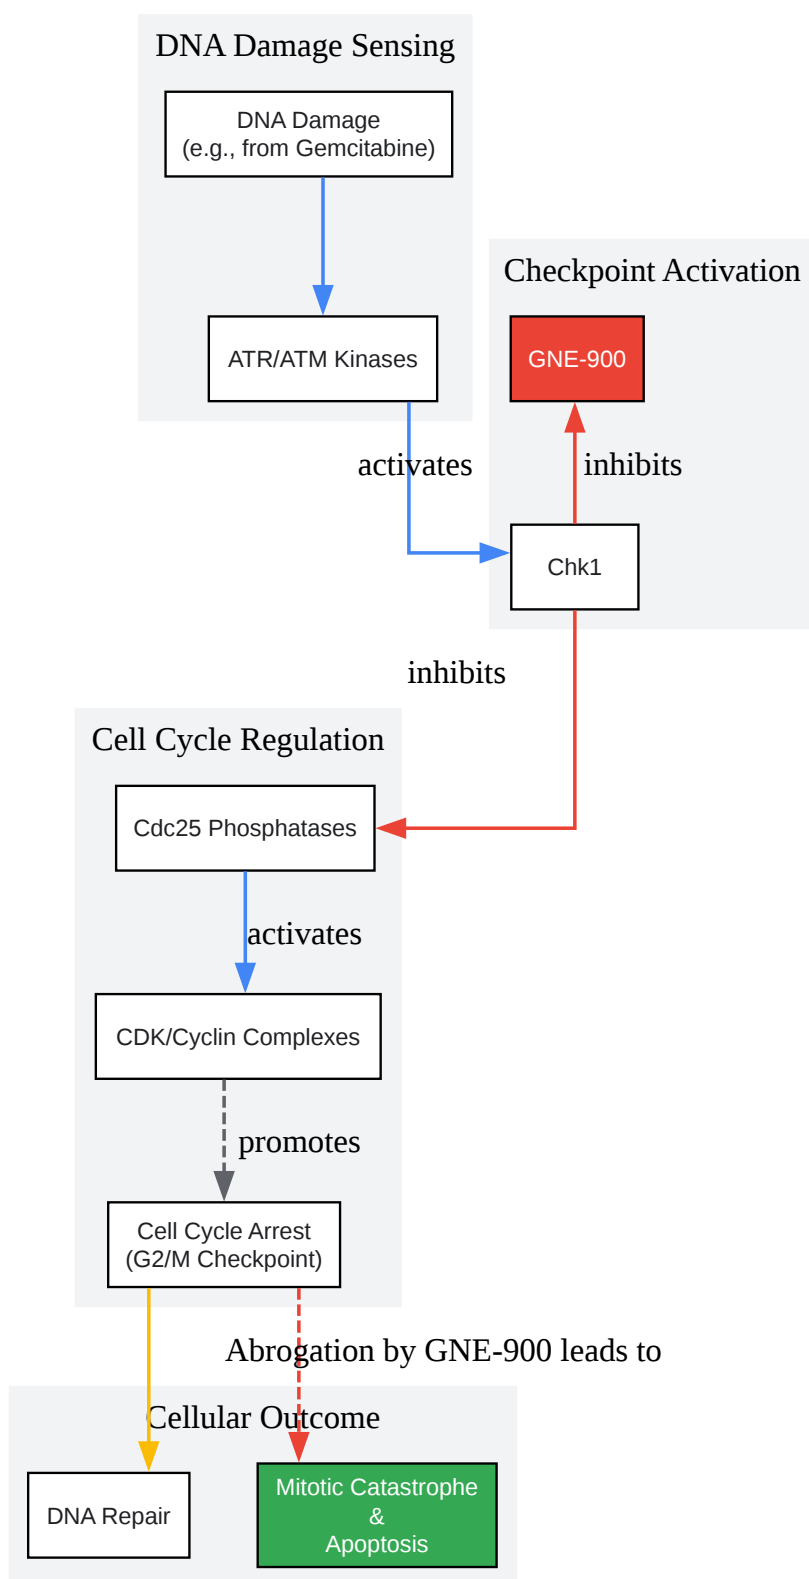 DNA Damage Sensing
DNA Damage
(e.g., from Gemcitabine)
ATR/ATM Kinases
activates
Checkpoint Activation
GNE-900
inhibits
Chk1
inhibits
Cell Cycle Regulation
Cdc25 Phosphatases
activates
CDK/Cyclin Complexes
promotes
Cell Cycle Arrest
(G2/M Checkpoint)
Abrogation by GNE-900 leads to
Cellular Outcome
DNA Repair
Mitotic Catastrophe
&
Apoptosis